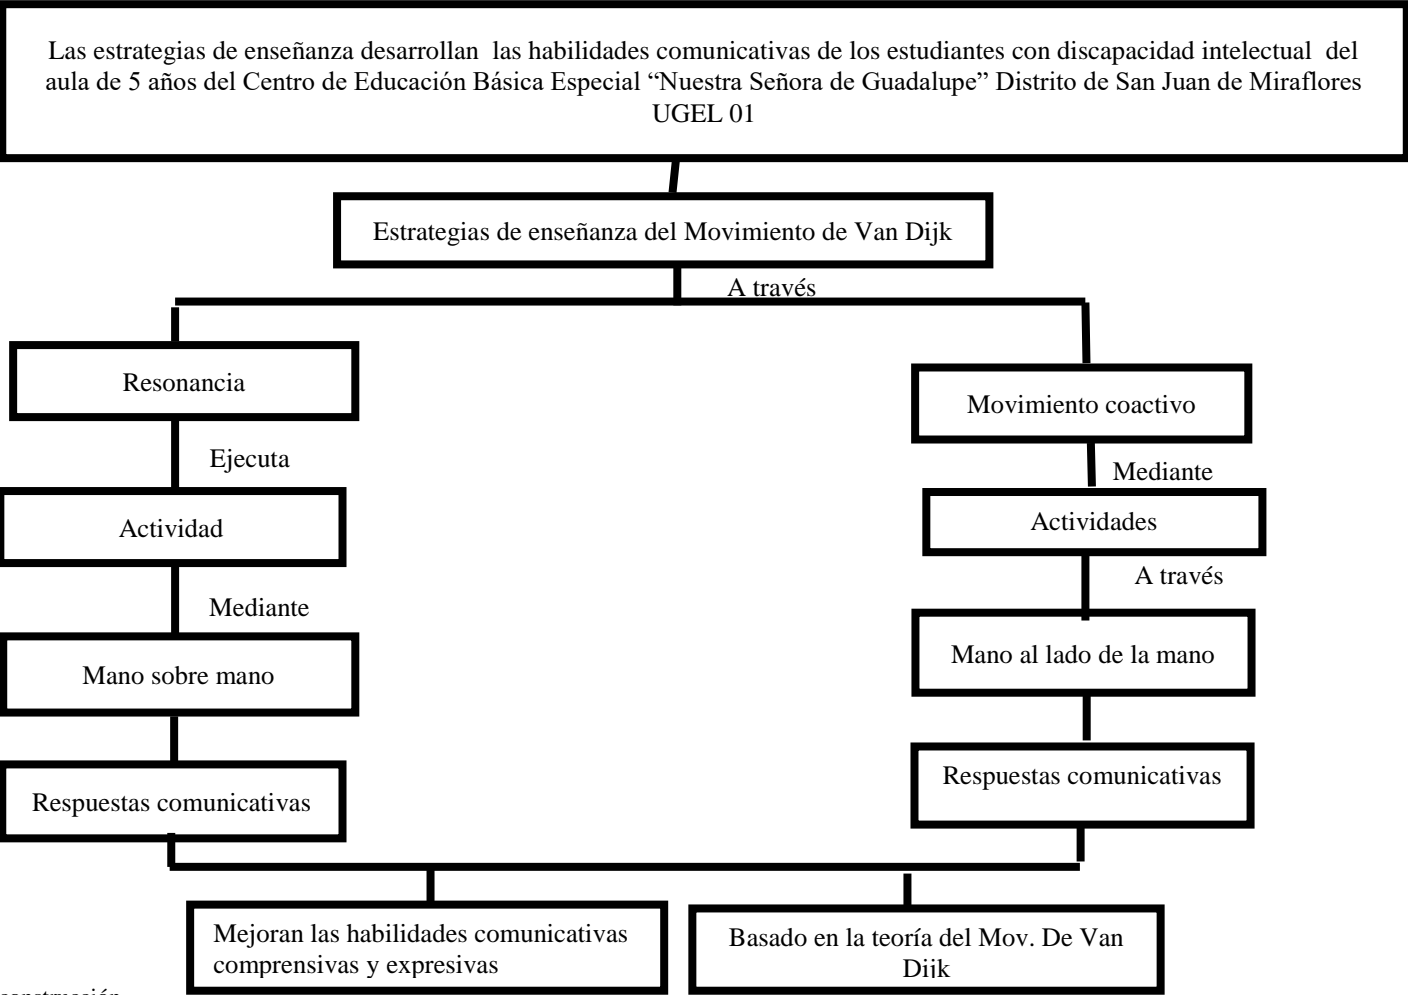 Las estrategias de enseñanza desarrollan las habilidades comunicativas de los estudiantes con discapacidad intelectual del
aula de 5 años del Centro de Educación Básica Especial “Nuestra Señora de Guadalupe” Distrito de San Juan de Miraflores
UGEL 01
Estrategias de enseñanza del Movimiento de Van Dijk
A través
Resonancia
Movimiento coactivo
Ejecuta
Mediante
Actividad
Actividades
A través
Mediante
Mano sobre mano
Mano al lado de la mano
Respuestas comunicativas
Respuestas comunicativas
Mejoran las habilidades comunicativas
comprensivas y expresivas
Basado en la teoría del Mov. De Van
Dijk